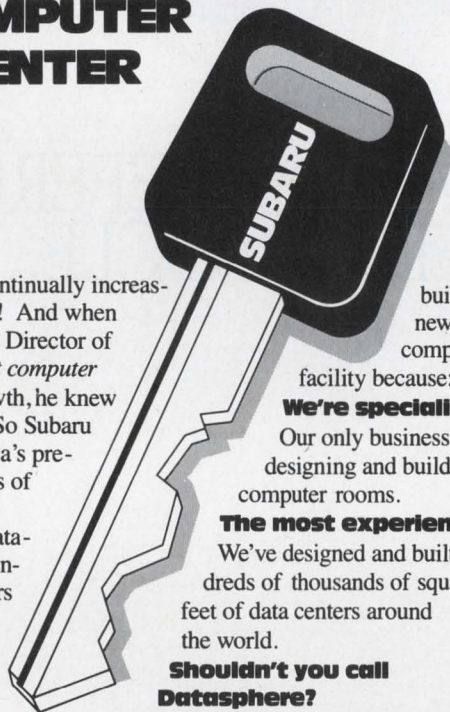 MPUTER
ENTER
SUBARU
ntinually increas-
! And when
Director of
t computer
vth, he knew
So Subaru
a's pre-
s of
ata-
n-
rs
bui
new
comp
facility because:
We're speciali
Our only business
designing and build
computer rooms.
The most experien
We've designed and built
dreds of thousands of squ
feet of data centers around
the world.
Shouldn't you call
Datasphere?